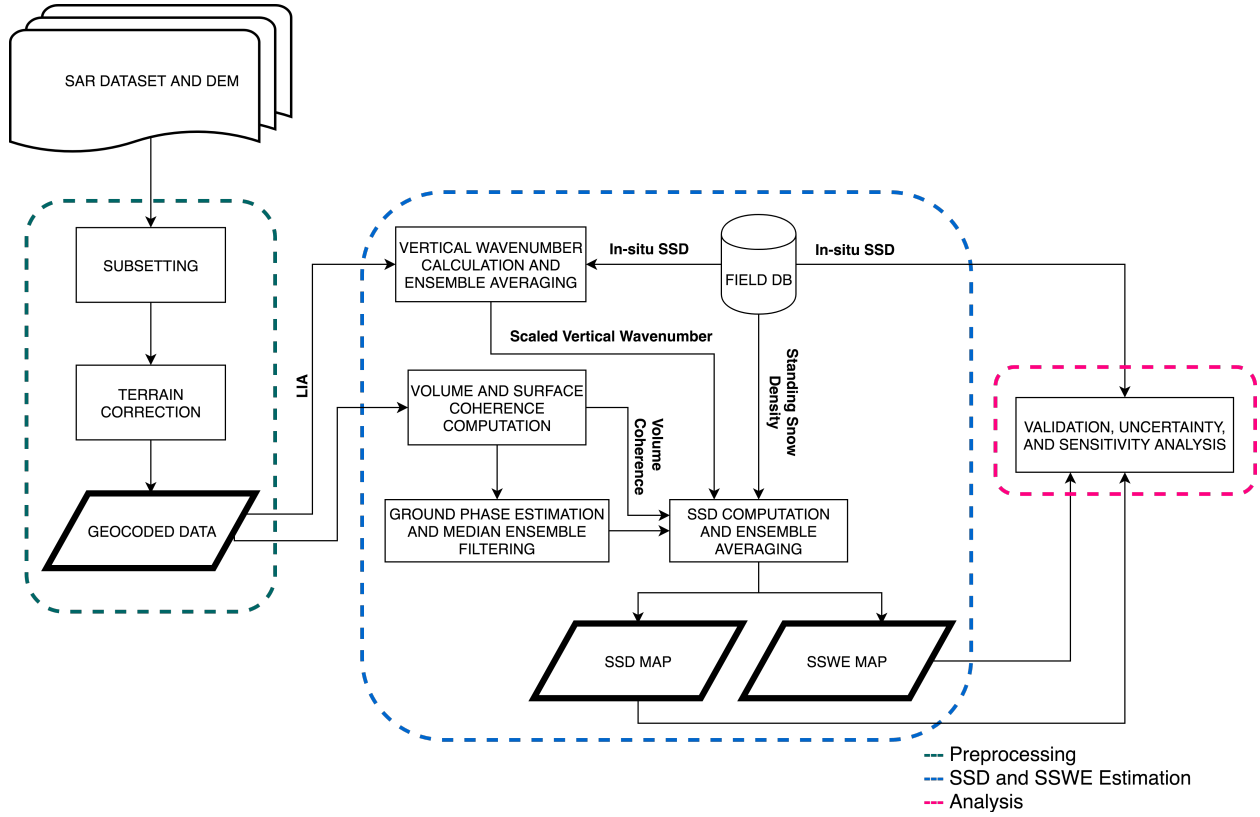 SAR DATASET AND DEM
SUBSETTING
TERRAIN
CORRECTION
GEOCODED DATA
LIA
VERTICAL WAVENUMBER
CALCULATION AND
ENSEMBLE AVERAGING
In-situ SSD
FIELD DB
In-situ SSD
Scaled Vertical Wavenumber
Standing Snow
Density
VOLUME AND SURFACE
COHERENCE
COMPUTATION
Volume
Coherence
GROUND PHASE ESTIMATION
AND MEDIAN ENSEMBLE
FILTERING
SSD COMPUTATION
AND ENSEMBLE
AVERAGING
SSD MAP
SSWE MAP
VALIDATION, UNCERTAINTY,
AND SENSITIVITY ANALYSIS
Preprocessing
SSD and SSWE Estimation
Analysis